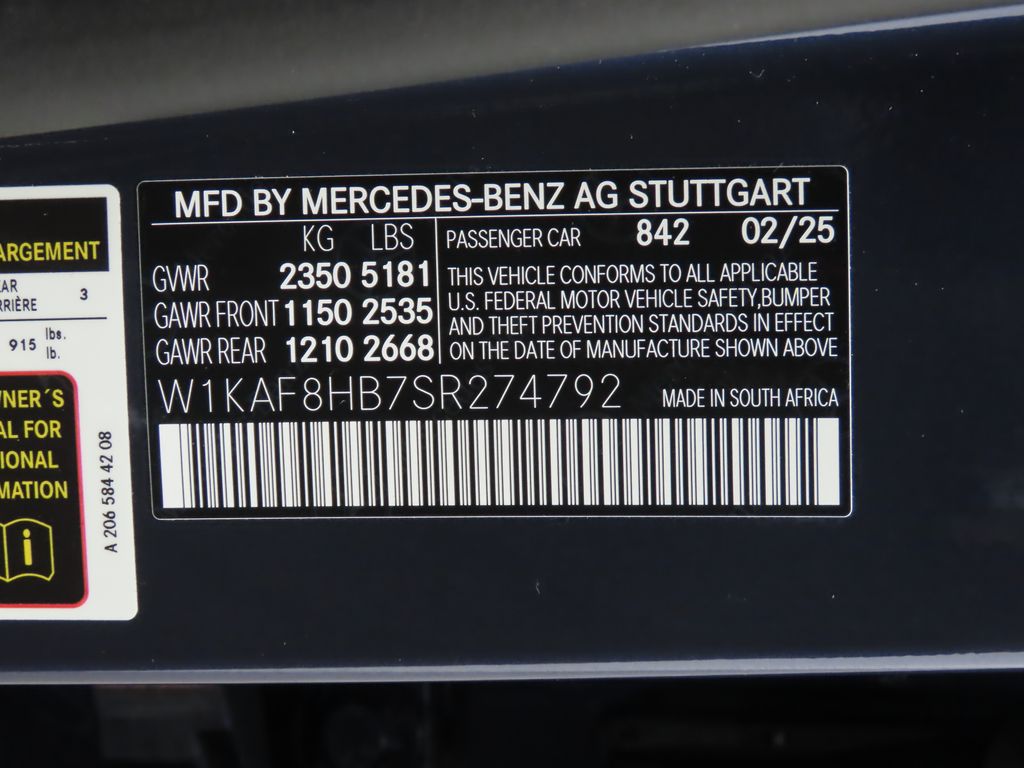 ARGEMENT
3
915 lbs.
lb.
NER´S
AL FOR
IONAL
MATION
i
A 206 584 42 08
MFD BY MERCEDES-BENZ AG STUTTGART
KG LBS
GVWR 2350 5181
GAWR FRONT 1150 2535
GAWR REAR 1210 2668
PASSENGER CAR 842 02/25
THIS VEHICLE CONFORMS TO ALL APPLICABLE
U.S. FEDERAL MOTOR VEHICLE SAFETY,BUMPER
AND THEFT PREVENTION STANDARDS IN EFFECT
ON THE DATE OF MANUFACTURE SHOWN ABOVE
W1KAF8HB7SR274792
MADE IN SOUTH AFRICA